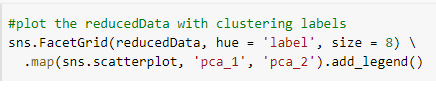 #plot the reducedData with clustering labels
sns.FacetGrid(reducedData, hue = 'label', size = 8) \
.map(sns.scatterplot, 'pca_1', 'pca_2').add_legend()